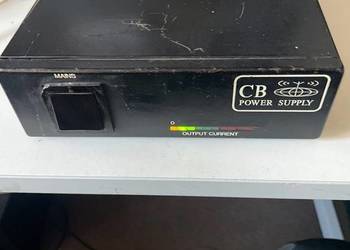 MAINS
CB
POWER SUPPLY
0
OUTPUT CURRENT